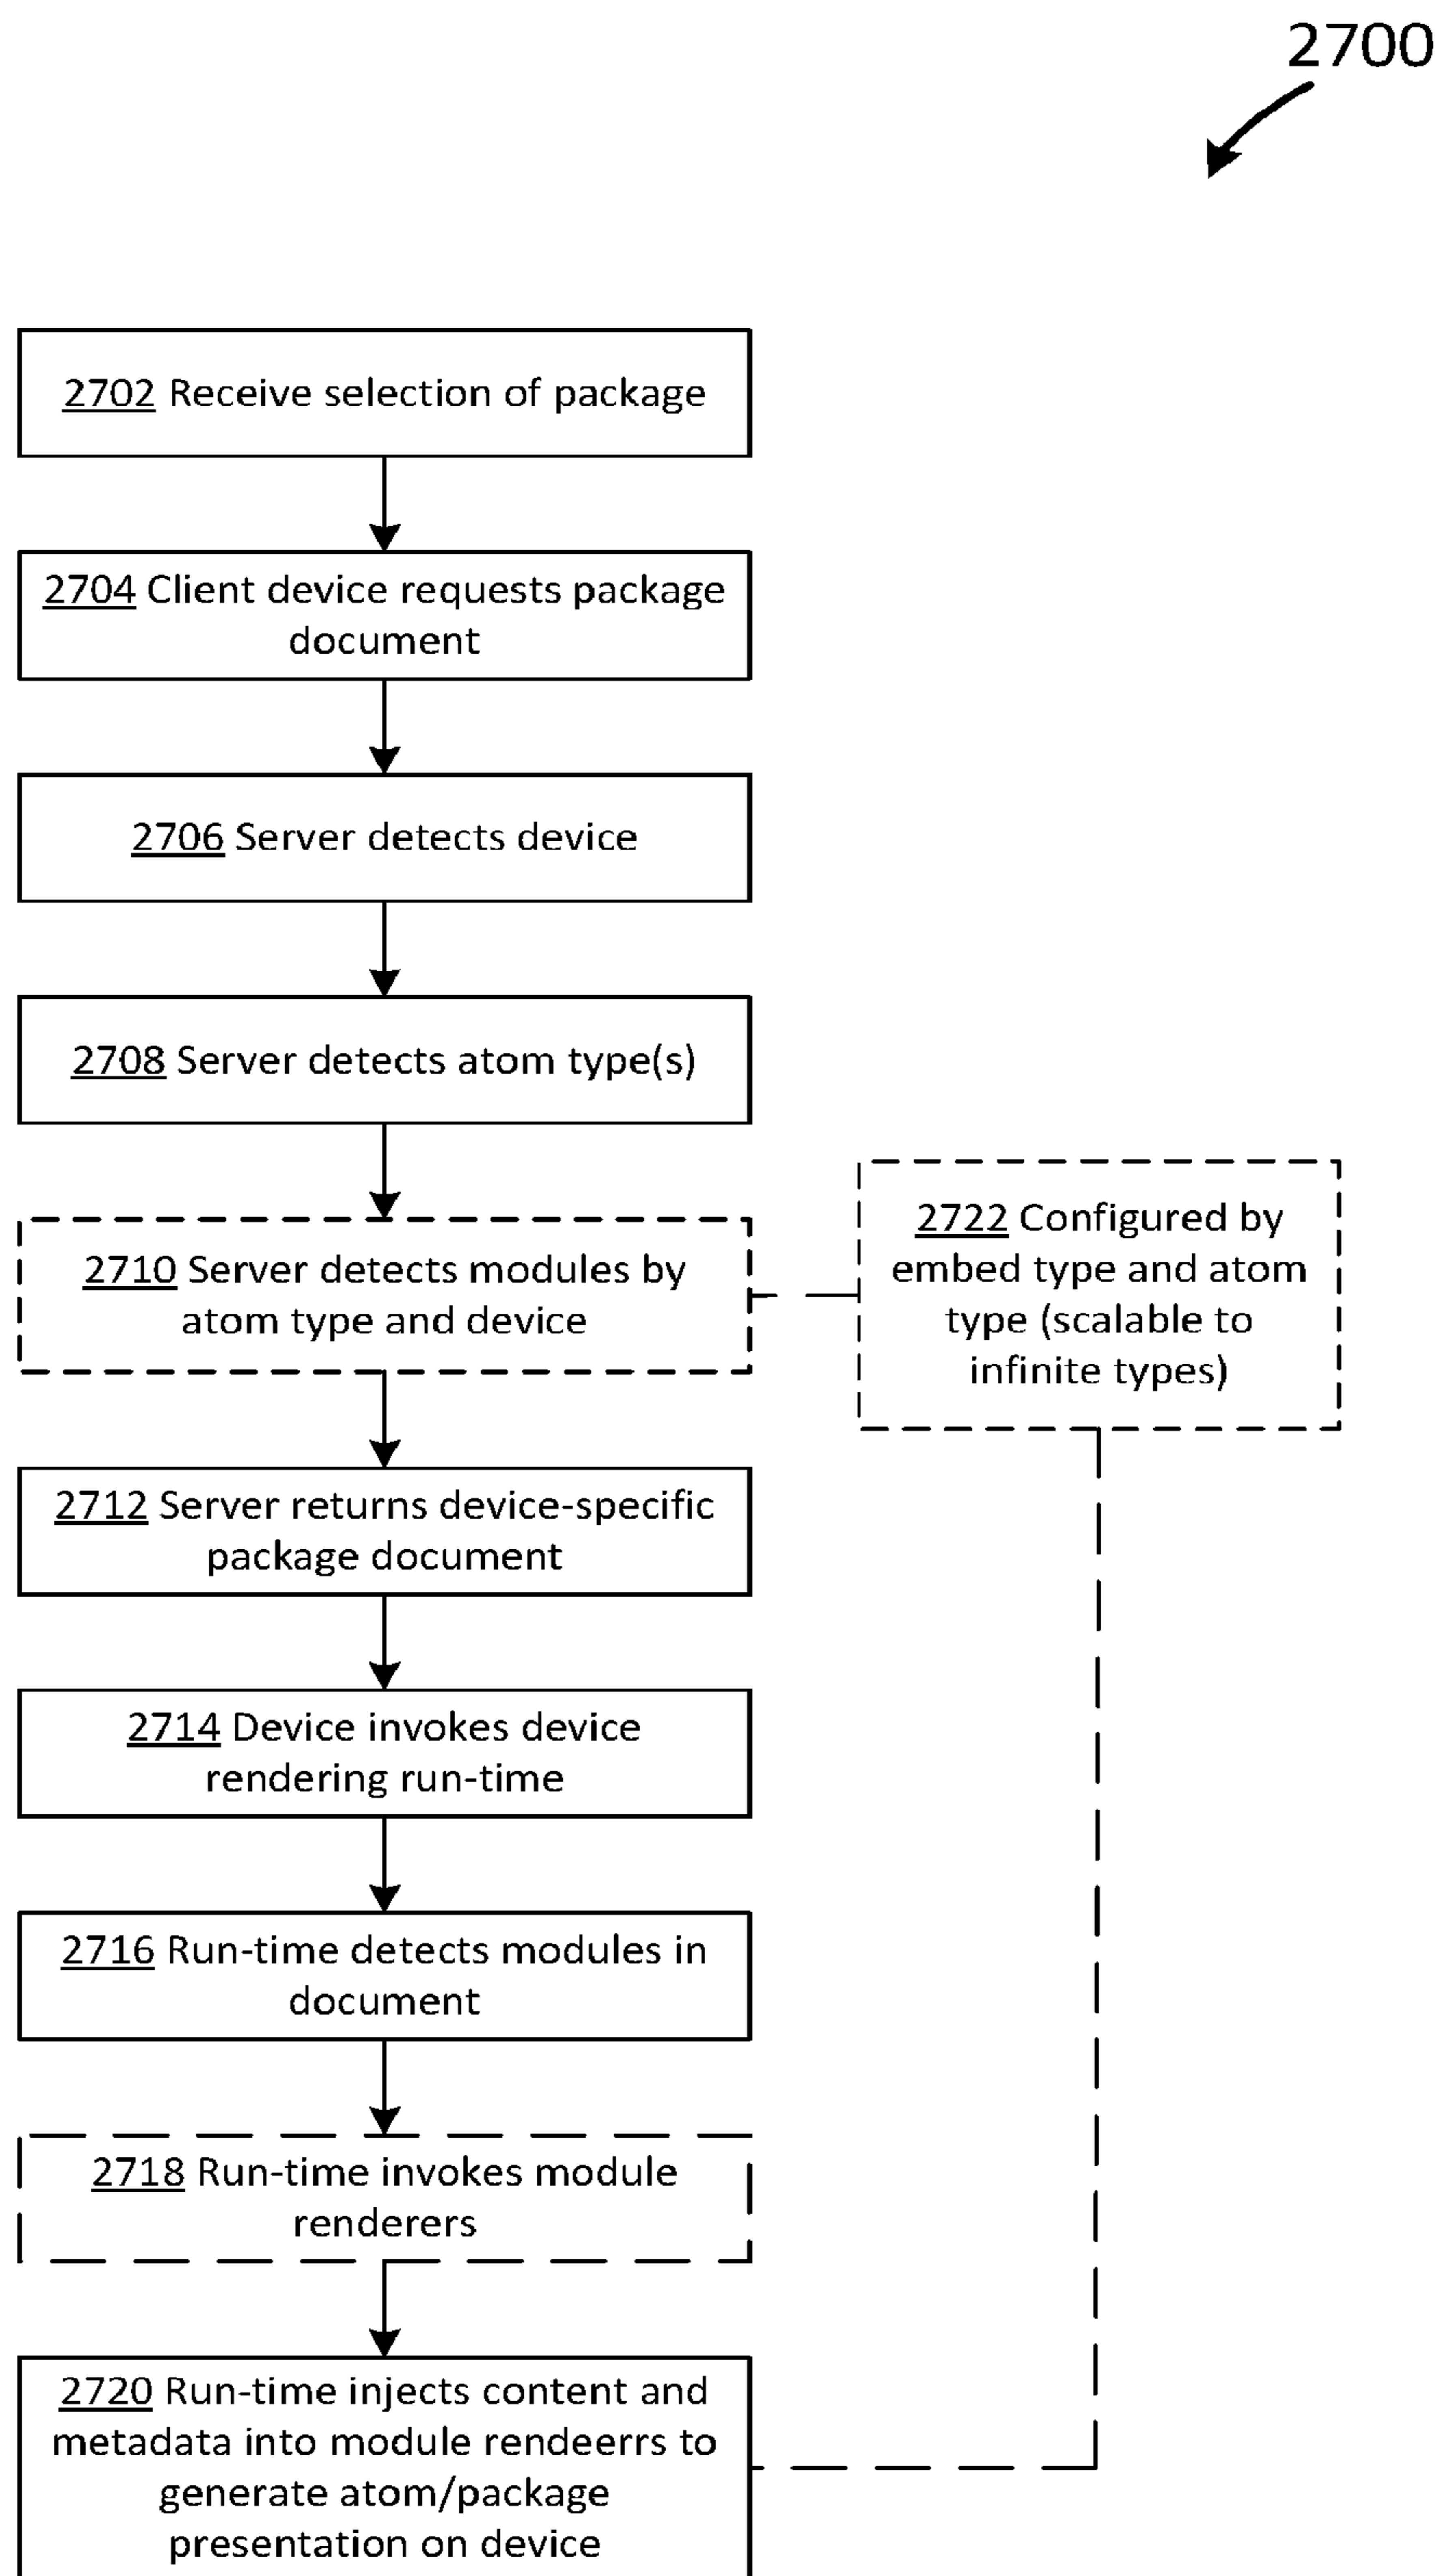 2700
2702 Receive selection of package
2704 Client device requests package
document
2706 Server detects device
2708 Server detects atom type(s)
2710 Server detects modules by
atom type and device
2722 Configured by
embed type and atom
type (scalable to
infinite types)
2712 Server returns device-specific
package document
2714 Device invokes device
rendering run-time
2716 Run-time detects modules in
document
2718 Run-time invokes module
renderers
2720 Run-time injects content and
metadata into module rendeerrs to
generate atom/package
presentation on device